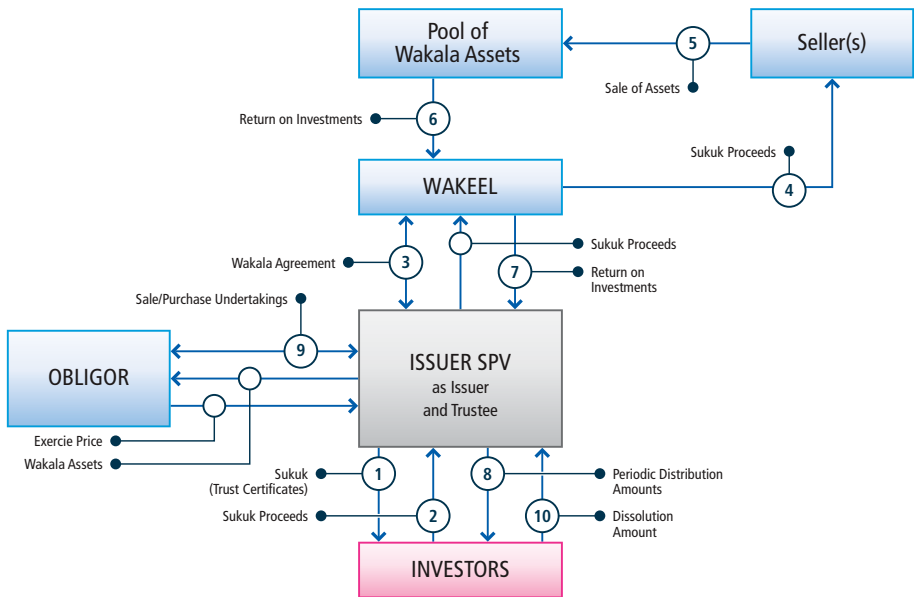 Pool of
Wakala Assets
5
Seller(s)
Sale of Assets
Return on Investments
6
Sukuk Proceeds
4
WAKEEL
Sukuk Proceeds
Wakala Agreement
3
7
Return on
Investments
Sale/Purchase Undertakings
9
OBLIGOR
ISSUER SPV
as Issuer
and Trustee
Exercie Price
Wakala Assets
Sukuk
(Trust Certificates)
1
8
Periodic Distribution
Amounts
Sukuk Proceeds
2
10
Dissolution
Amount
INVESTORS